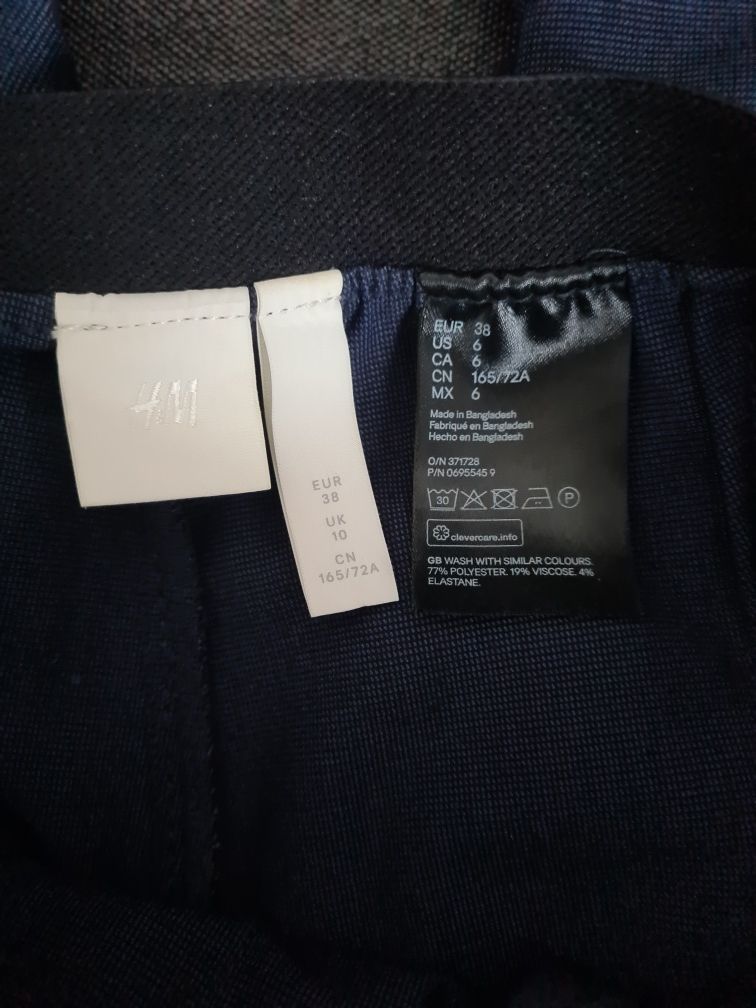 H&M
EUR
38
UK
10
CN
165/72A
EUR 38
US 6
CA 6
CN 165/72A
MX 6
Made in Bangladesh
Fabriqué en Bangladesh
Hecho en Bangladesh
O/N 371728
P/N 0695545 9
30 P
clevercare.info
GB WASH WITH SIMILAR COLOURS.
77% POLYESTER. 19% VISCOSE. 4%
ELASTANE.